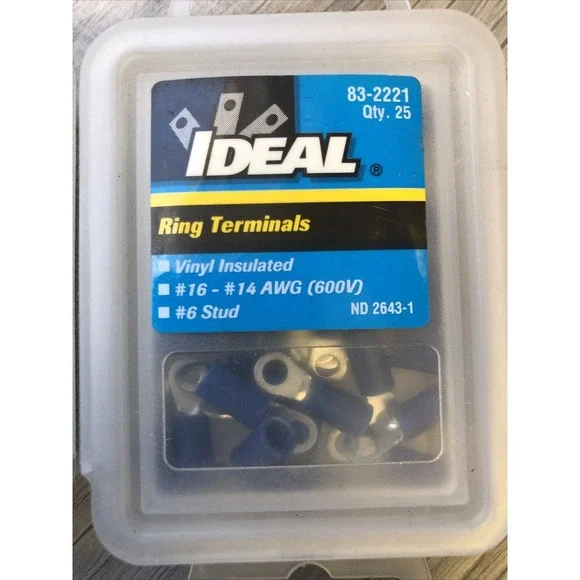 83-2221
Qty. 25
IDEAL ®
Ring Terminals
Vinyl Insulated
#16 - #14 AWG (600V)
#6 Stud
ND 2643-1